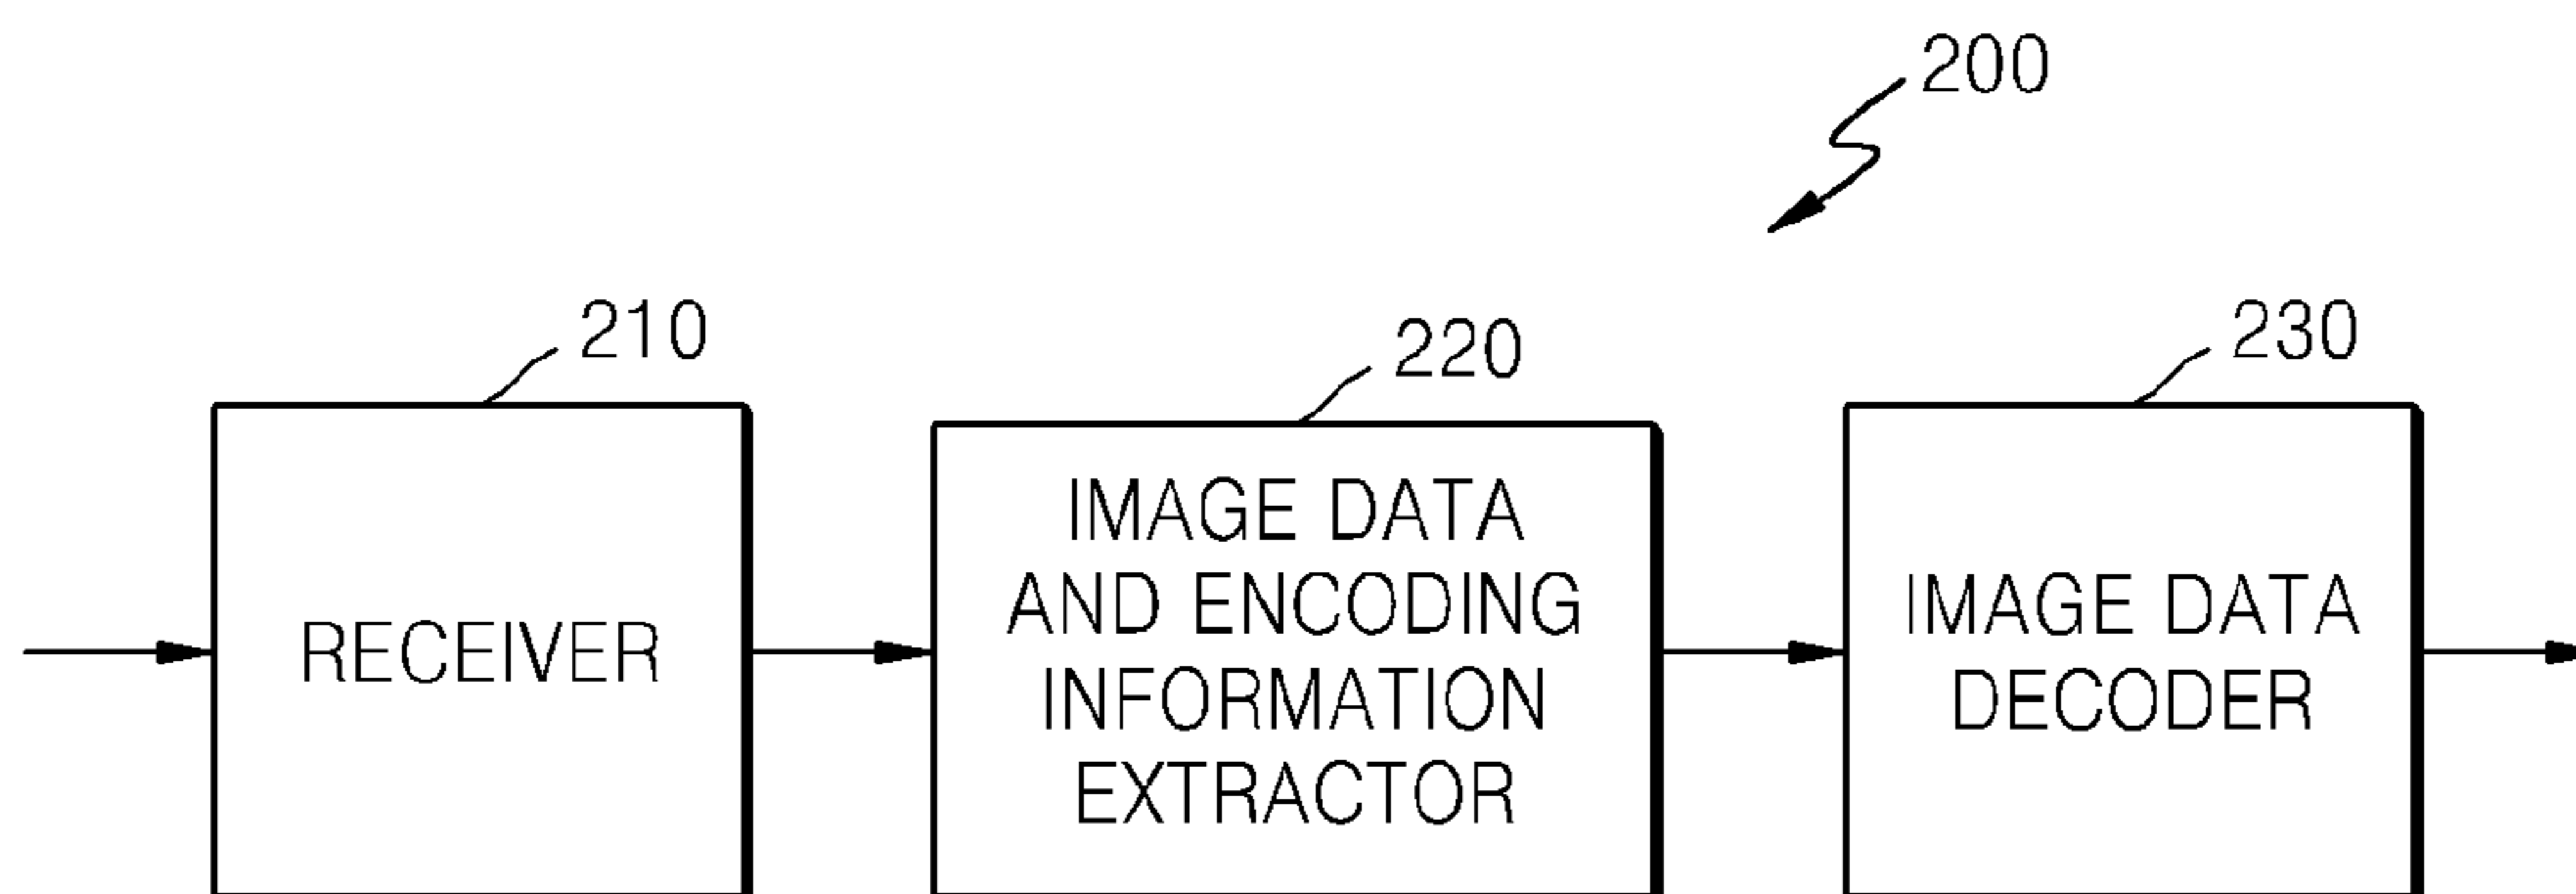 200
210
220
230
RECEIVER
IMAGE DATA
AND ENCODING
INFORMATION
EXTRACTOR
IMAGE DATA
DECODER